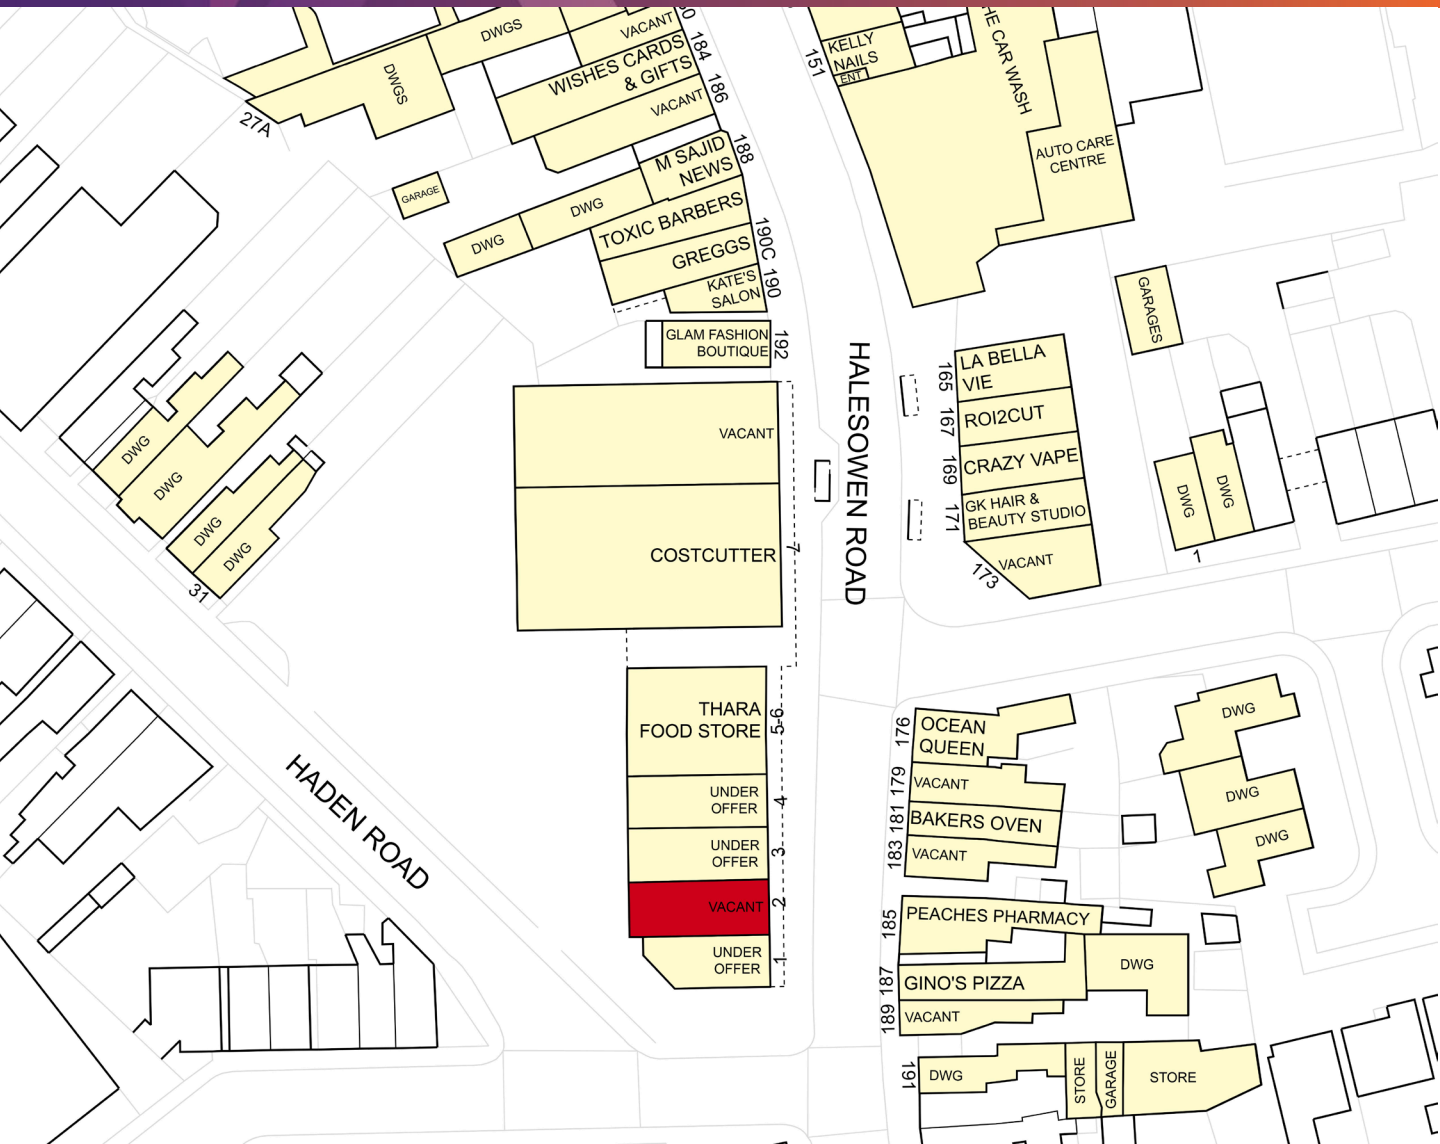 DWGS
VACANT
180
184
WISHES CARDS
& GIFTS
DWGS
186
VACANT
27A
M SAJID
NEWS
188
GARAGE
DWG
DWG
TOXIC BARBERS
190C
GREGGS
KATE'S
SALON
190
GLAM FASHION
BOUTIQUE
192
151
KELLY
NAILS
ENT
HE CAR WASH
AUTO CARE
CENTRE
GARAGES
HALESOWEN ROAD
165
LA BELLA
VIE
167
ROI2CUT
169
CRAZY VAPE
171
GK HAIR &
BEAUTY STUDIO
173
VACANT
DWG
DWG
1
DWG
DWG
DWG
DWG
31
VACANT
COSTCUTTER
7
THARA
FOOD STORE
5-6
UNDER
OFFER
4
UNDER
OFFER
3
VACANT
2
UNDER
OFFER
1
HADEN ROAD
176
OCEAN
QUEEN
179
VACANT
181
BAKERS OVEN
183
VACANT
DWG
DWG
DWG
185
PEACHES PHARMACY
187
GINO'S PIZZA
DWG
189
VACANT
191
DWG
STORE
GARAGE
STORE